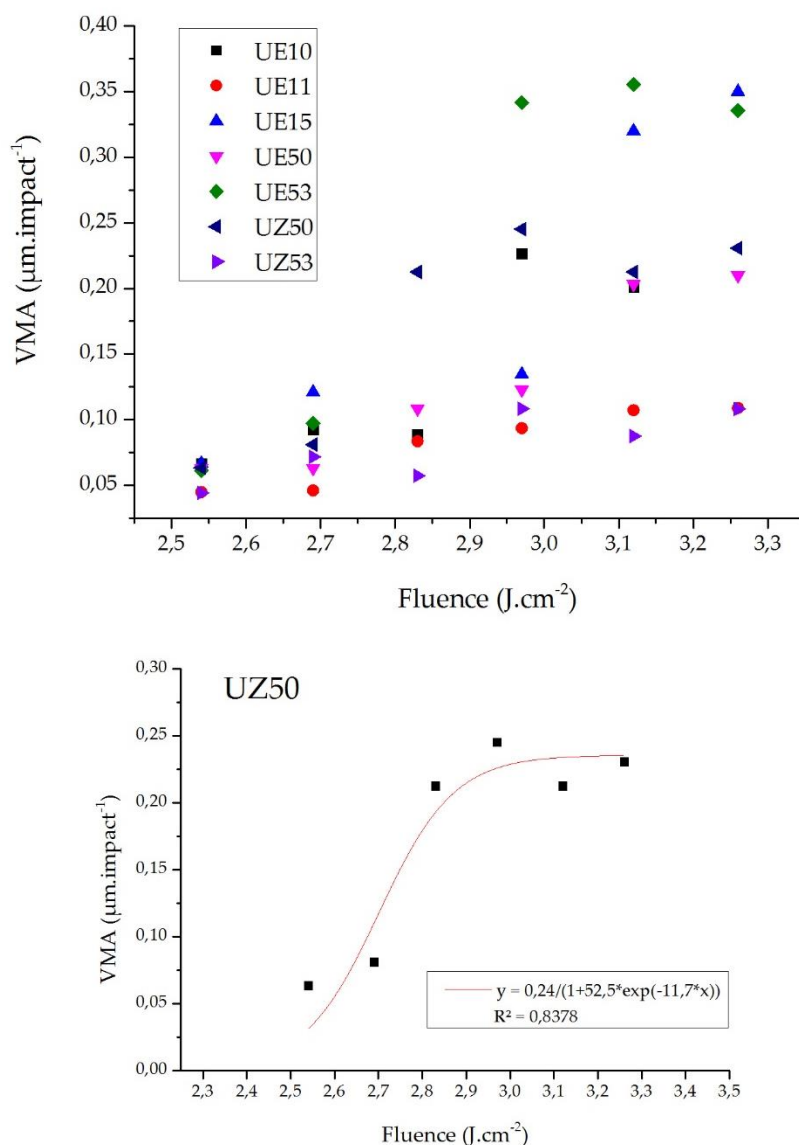 0,40
0,35
0,30
0,25
0,20
0,15
0,10
0,05
VMA (µm.impact-1)
UE10
UE11
UE15
UE50
UE53
UZ50
UZ53
2,5 2,6 2,7 2,8 2,9 3,0 3,1 3,2 3,3
Fluence (J.cm-2)
UZ50
0,30
0,25
0,20
0,15
0,10
0,05
0,00
VMA (µm.impact-1)
y = 0,24/(1+52,5*exp(-11,7*x))
R² = 0,8378
2,3 2,4 2,5 2,6 2,7 2,8 2,9 3,0 3,1 3,2 3,3 3,4 3,5
Fluence (J.cm-2)